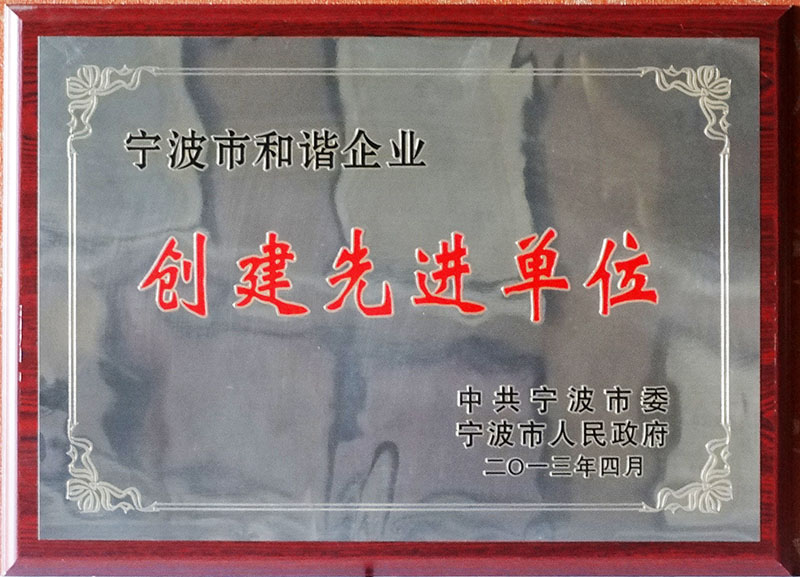 宁波市和谐企业
创建先进单位
中共宁波市委
宁波市人民政府
二〇一三年四月